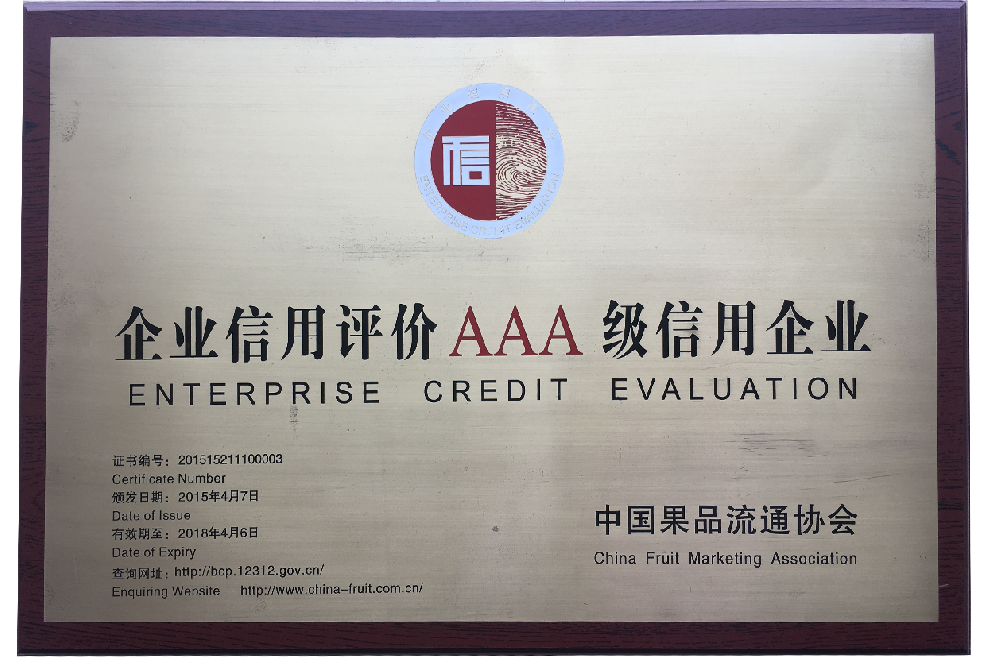 信
企业信用评价AAA级信用企业
ENTERPRISE CREDIT EVALUATION
证书编号：201515211100003
Certificate Number
颁发日期：2015年4月7日
Date of Issue
有效期至：2018年4月6日
Date of Expiry
查询网址：http://bcp.12312.gov.cn/
Enquiring Website http://www.china-fruit.com.cn/
中国果品流通协会
China Fruit Marketing Association